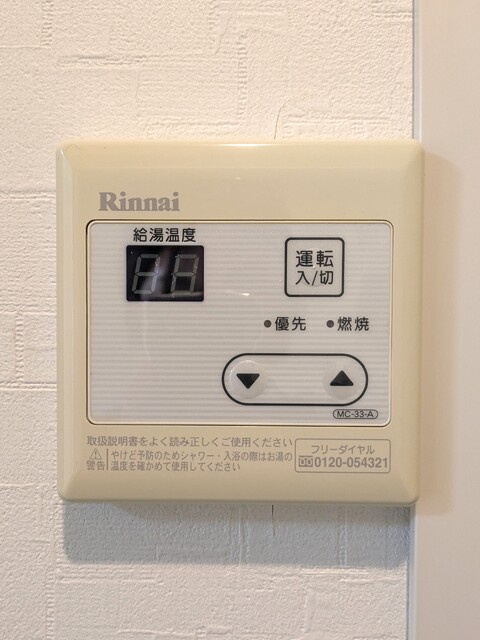 Rinnai
給湯温度
運転
入/切
優先 燃焼
▼ ▲
MC-33-A
取扱説明書をよく読み正しくご使用ください
警告 やけど予防のためシャワー・入浴の際はお湯の
温度を確かめて使用してください
フリーダイヤル
0120-054321